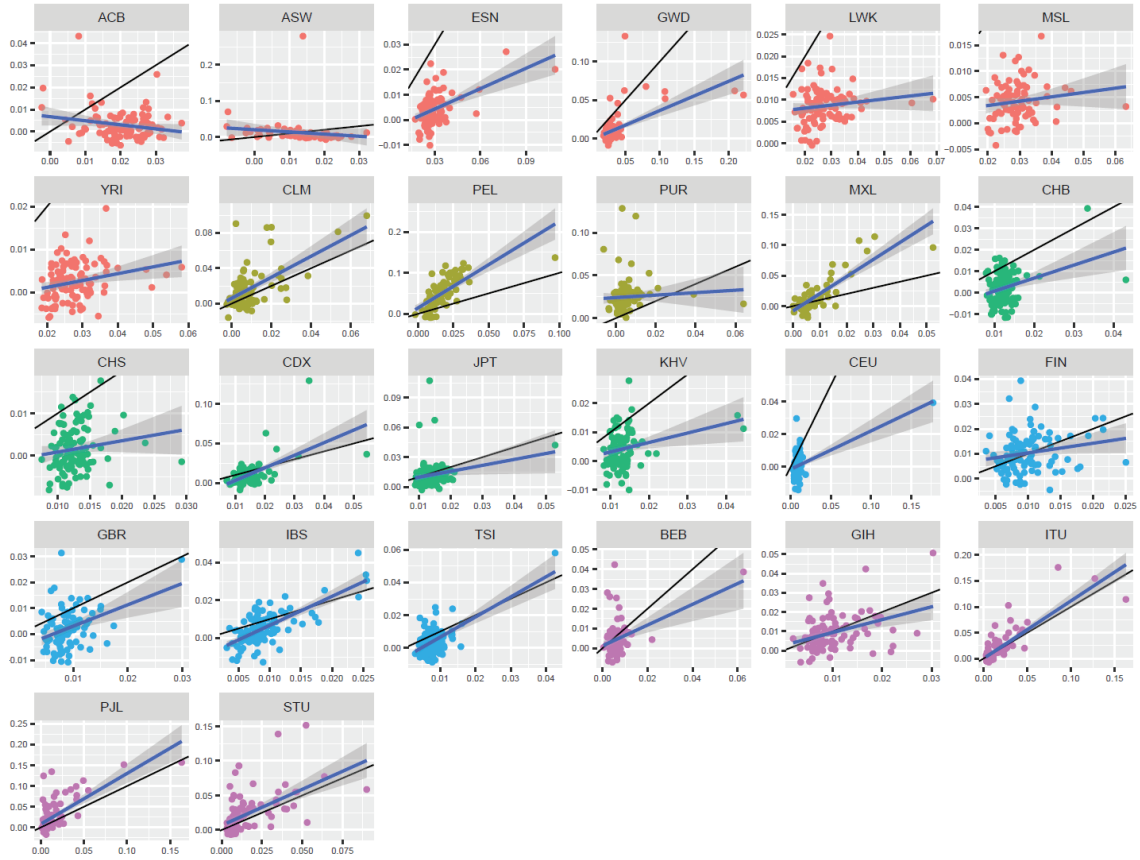 ACB ASW ESN GWD LWK MSL
0.04 0.03 0.02 0.01 0.00
0.00 0.01 0.02 0.03
0.2 0.1 0.0
0.00 0.01 0.02 0.03
0.03 0.02 0.01 0.00 −0.01
0.03 0.06 0.09
0.10 0.05 0.00
0.05 0.10 0.15 0.20
0.025 0.020 0.015 0.010 0.005 0.000
0.02 0.03 0.04 0.05 0.06 0.07
0.015 0.010 0.005 0.000 −0.005
0.02 0.03 0.04 0.05 0.06
YRI CLM PEL PUR MXL CHB
0.02 0.01 0.00
0.02 0.03 0.04 0.05 0.06
0.08 0.04 0.00
0.00 0.02 0.04 0.06
0.2 0.1 0.0
0.00 0.025 0.050 0.075 0.100
0.10 0.05 0.00
0.00 0.02 0.04 0.06
0.15 0.10 0.05 0.00
0.00 0.01 0.02 0.03 0.04 0.05
0.04 0.03 0.02 0.01 0.00 −0.01
0.01 0.02 0.03 0.04
CHS CDX JPT KHV CEU FIN
0.01 0.00
0.010 0.015 0.020 0.025 0.030
0.10 0.05 0.00
0.01 0.02 0.03 0.04 0.05
0.10 0.05 0.00
0.01 0.02 0.03 0.04 0.05
0.03 0.02 0.01 0.00 −0.01
0.01 0.02 0.03 0.04
0.04 0.02 0.00
0.00 0.05 0.10 0.15
0.04 0.03 0.02 0.01 0.00
0.005 0.010 0.015 0.020 0.025
GBR IBS TSI BEB GIH ITU
0.03 0.02 0.01 0.00 0.01
0.01 0.02 0.03
0.04 0.02 0.00
0.005 0.010 0.015 0.020 0.025
0.06 0.04 0.02 0.00
0.01 0.02 0.03 0.04
0.05 0.04 0.03 0.02 0.01 0.00
0.00 0.02 0.04 0.06
0.05 0.04 0.03 0.02 0.01 0.00
0.01 0.02 0.03
0.20 0.15 0.10 0.05 0.00
0.00 0.05 0.10 0.15
PJL STU
0.25 0.20 0.15 0.10 0.05 0.00
0.00 0.05 0.10 0.15
0.15 0.10 0.05 0.00
0.00 0.025 0.050 0.075